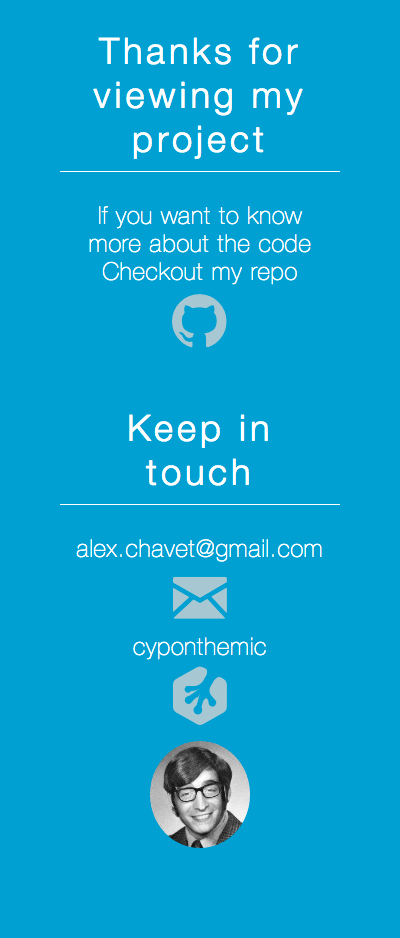 Thanks for
viewing my
project
If you want to know
more about the code
Checkout my repo
Keep in
touch
alex.chavet@gmail.com
cyponthemic